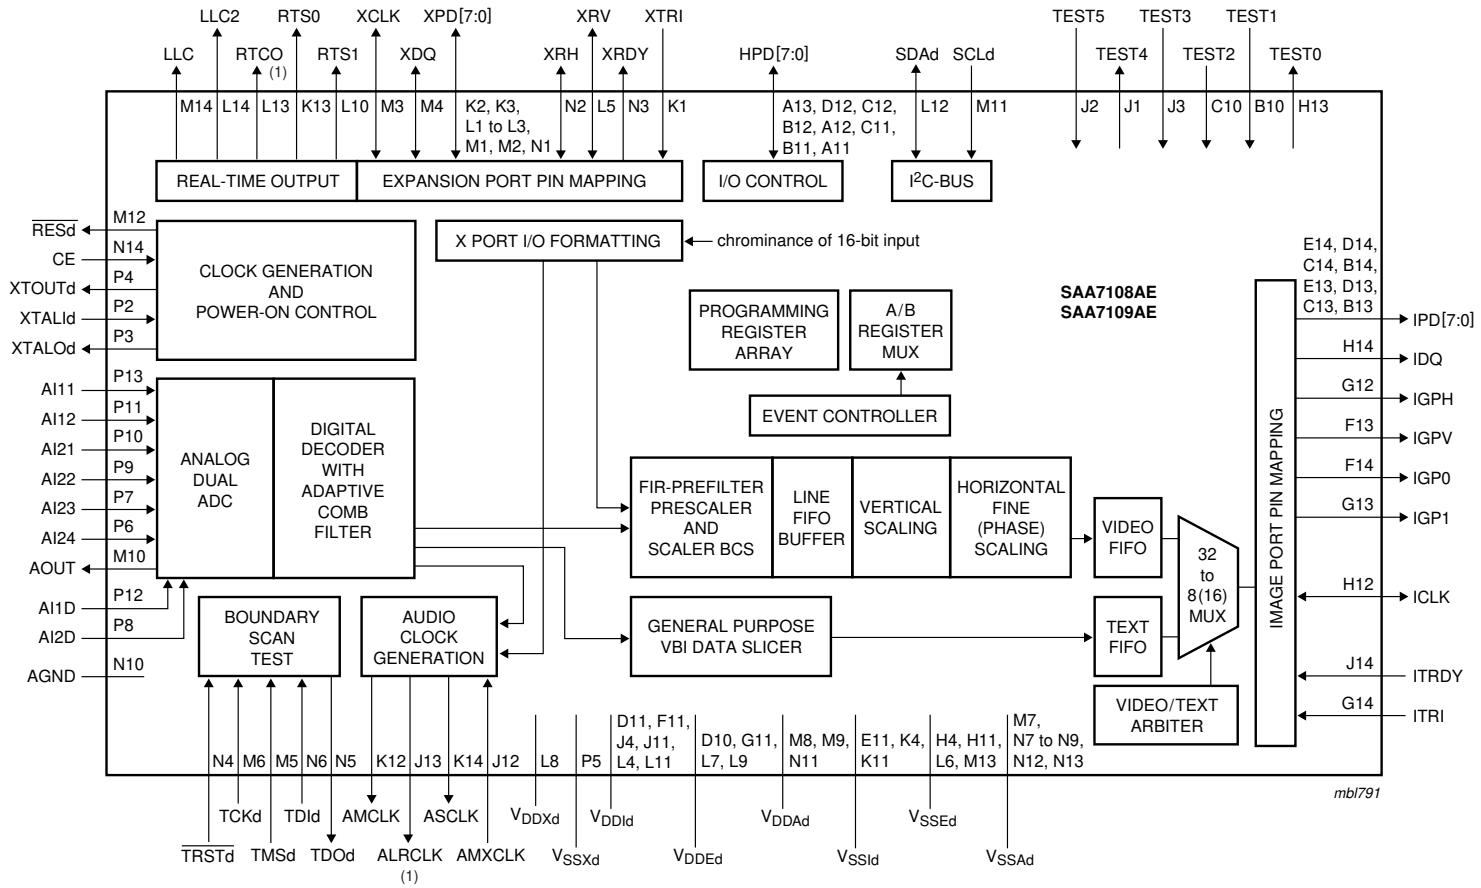 LLC2 RTS0 XCLK XPD[7:0] XRV XTRI TEST5 TEST3 TEST1
LLC RTCO RTS1 XDQ XRH XRDY HPD[7:0] SDAd SCLd TEST4 TEST2 TEST0
(1)
M14 L14 L13 K13 L10 M3 M4 K2, K3, N2 L5 N3 K1 A13, D12, C12, L12 M11 J2 J1 J3 C10 B10 H13
L1 to L3, B12, A12, C11,
M1, M2, N1 B11, A11
REAL-TIME OUTPUT EXPANSION PORT PIN MAPPING I/O CONTROL I2C-BUS
RESd M12
CE N14
XTOUTd P4
XTALId P2
XTALOd P3
CLOCK GENERATION
AND
POWER-ON CONTROL
X PORT I/O FORMATTING chrominance of 16-bit input
PROGRAMMING
REGISTER
ARRAY
A/B
REGISTER
MUX
EVENT CONTROLLER
SAA7108AE
SAA7109AE
E14, D14,
C14, B14,
E13, D13,
C13, B13
IPD[7:0]
H14 IDQ
G12 IGPH
F13 IGPV
F14 IGP0
G13 IGP1
H12 ICLK
J14 ITRDY
G14 ITRI
IMAGE PORT PIN MAPPING
AI11 P13
AI12 P11
AI21 P10
AI22 P9
AI23 P7
AI24 P6
AOUT M10
AI1D P12
AI2D P8
AGND N10
ANALOG
DUAL
ADC
DIGITAL
DECODER
WITH
ADAPTIVE
COMB
FILTER
FIR-PREFILTER
PRESCALER
AND
SCALER BCS
LINE
FIFO
BUFFER
VERTICAL
SCALING
HORIZONTAL
FINE
(PHASE)
SCALING
VIDEO
FIFO
32
to
8(16)
MUX
BOUNDARY
SCAN
TEST
AUDIO
CLOCK
GENERATION
GENERAL PURPOSE
VBI DATA SLICER
TEXT
FIFO
VIDEO/TEXT
ARBITER
D11, F11, M7,
J4, J11, D10, G11, M8, M9, E11, K4, H4, H11, N7 to N9,
N4 M6 M5 N6 N5 K12 J13 K14 J12 L8 P5 L4, L11 L7, L9 N11 K11 L6, M13 N12, N13
mbl791
TCKd TDId AMCLK ASCLK VDDXd VDDId VDDAd VSSEd
TRSTd TMSd TDOd ALRCLK AMXCLK VSSXd VDDEd VSSId VSSAd
(1)